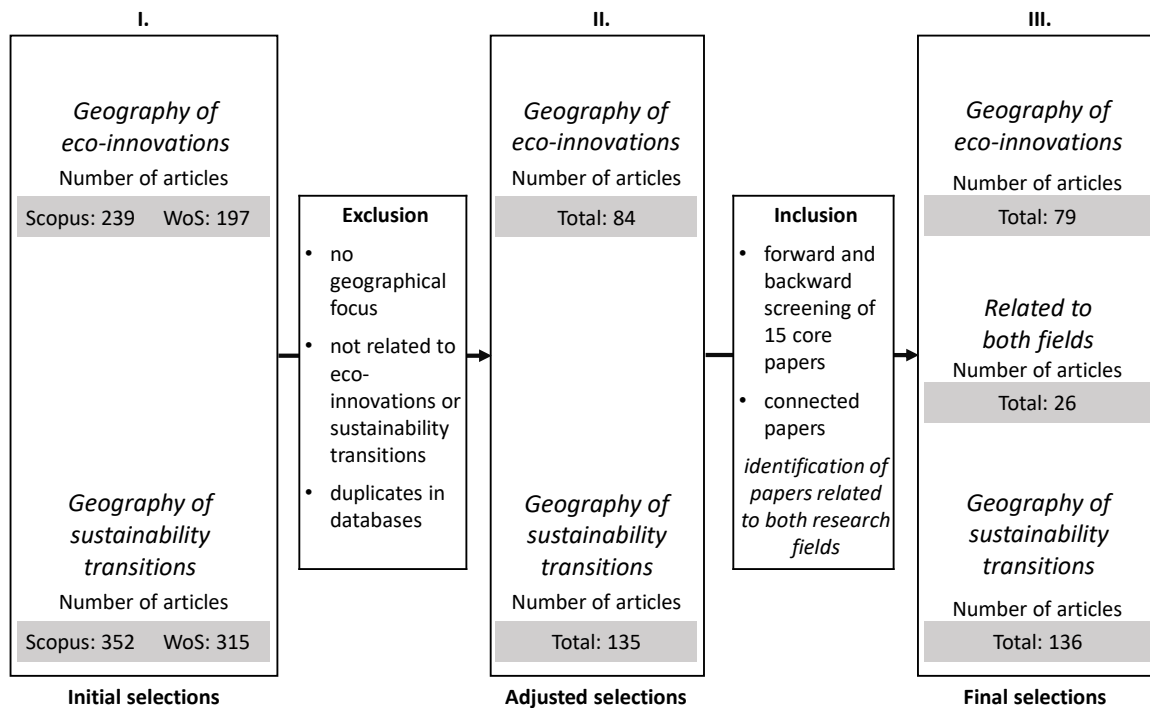 I.
Geography of
eco-innovations
Number of articles
Scopus: 239 WoS: 197
Geography of
sustainability
transitions
Number of articles
Scopus: 352 WoS: 315
Initial selections
Exclusion
• no
geographical
focus
• not related to
eco-
innovations or
sustainability
transitions
• duplicates in
databases
II.
Geography of
eco-innovations
Number of articles
Total: 84
Geography of
sustainability
transitions
Number of articles
Total: 135
Adjusted selections
Inclusion
• forward and
backward
screening of
15 core
papers
• connected
papers
identification of
papers related
to both research
fields
III.
Geography of
eco-innovations
Number of articles
Total: 79
Related to
both fields
Number of articles
Total: 26
Geography of
sustainability
transitions
Number of articles
Total: 136
Final selections